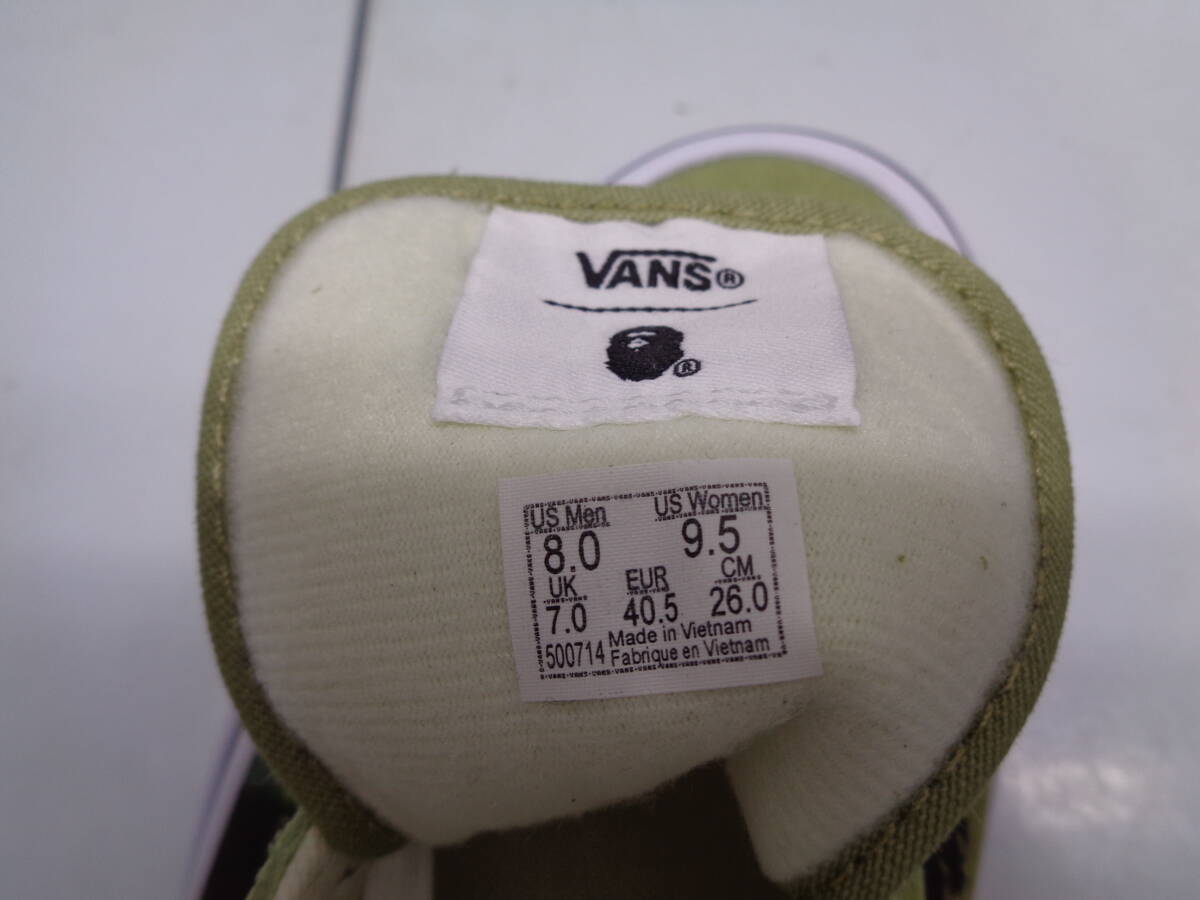 VANS®
®
US Men US Women
8.0 9.5
UK EUR CM
7.0 40.5 26.0
500714 Made in Vietnam
Fabrique en Vietnam